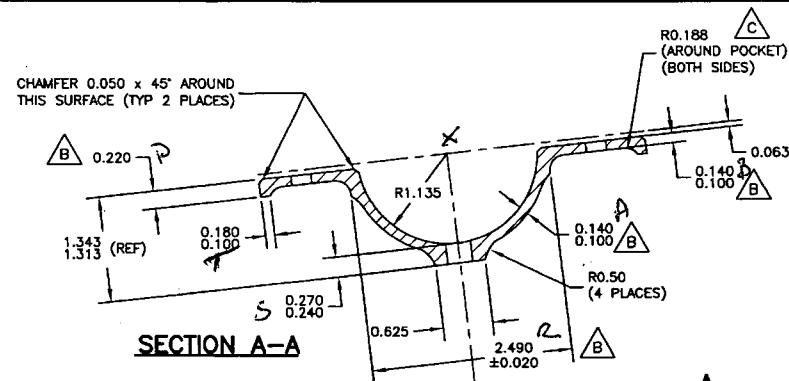 R0.188
(AROUND POCKET)
(BOTH SIDES)
C
CHAMFER 0.050 x 45° AROUND
THIS SURFACE (TYP 2 PLACES)
X
B 0.220 P
0.063
R1.135
0.140 B
0.100 B
1.343
1.313 (REF)
0.180
0.100
T
A
0.140
0.100 B
R0.50
(4 PLACES)
S 0.270
0.240
0.625
R
2.490
±0.020
B
SECTION A-A
A